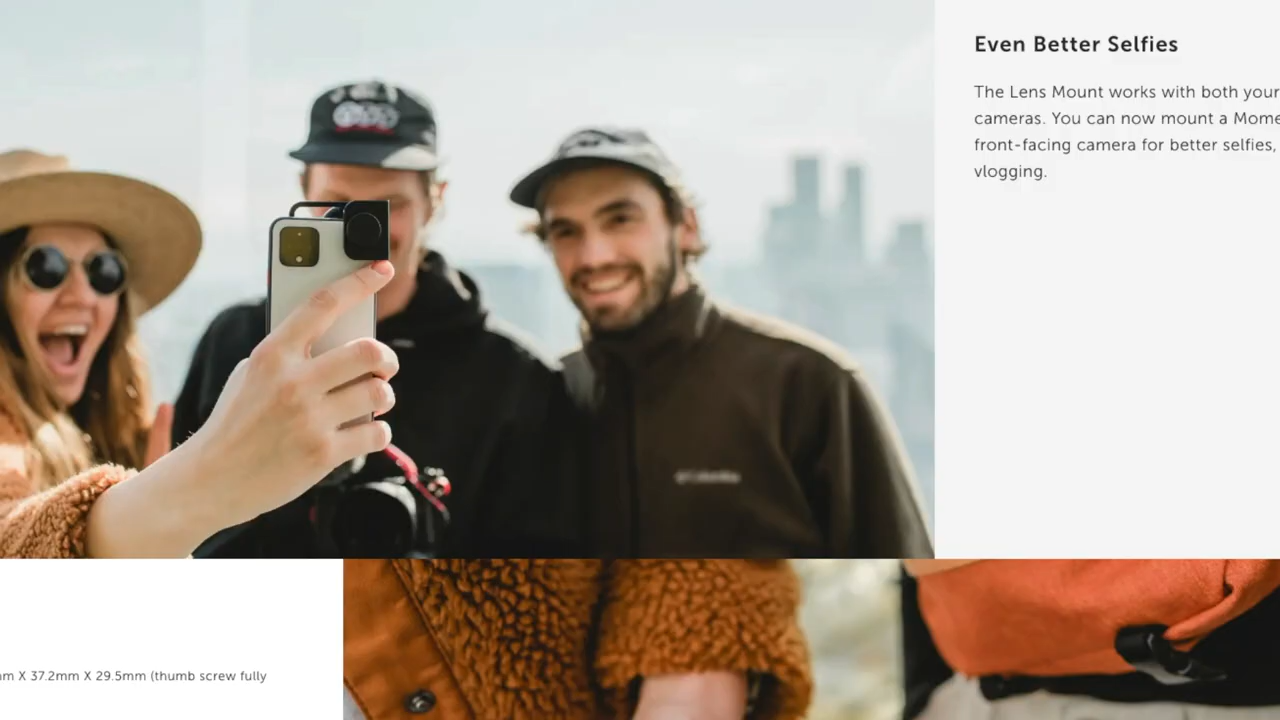 Even Better Selfies
The Lens Mount works with both your
cameras. You can now mount a Mome
front-facing camera for better selfies,
vlogging.
Columbia
m X 37.2mm X 29.5mm (thumb screw fully